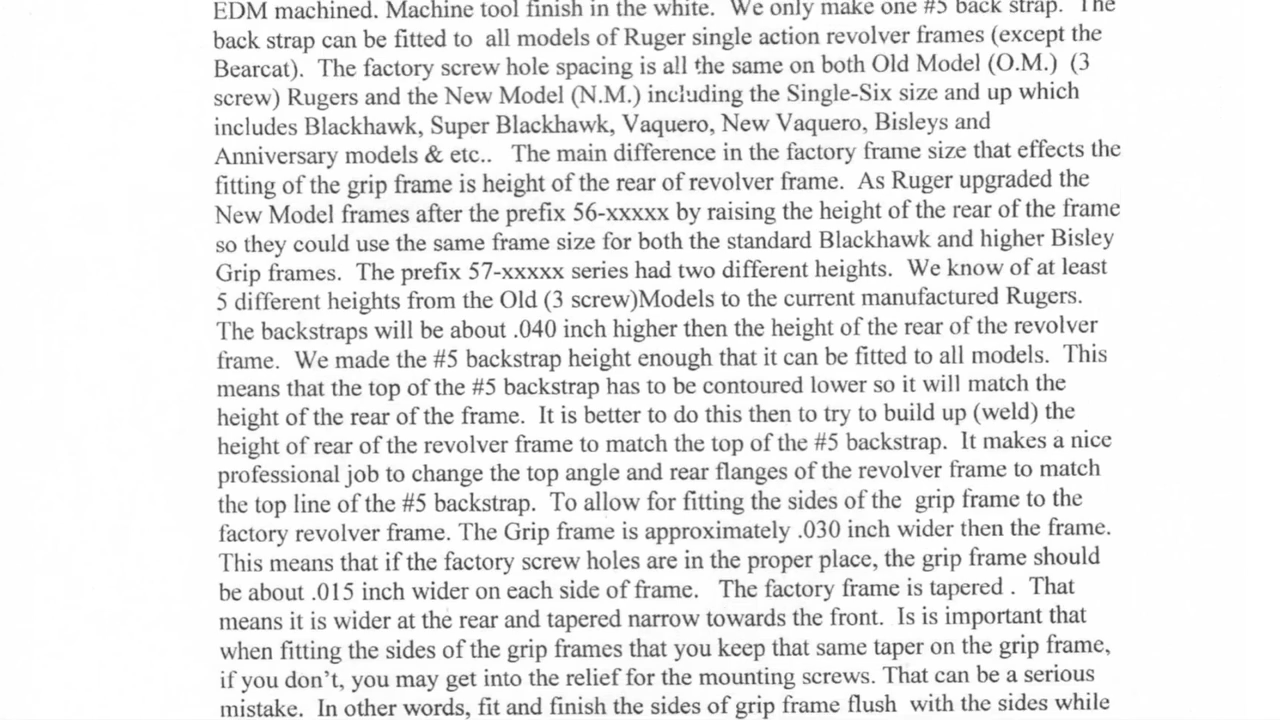 EDM machined. Machine tool finish in the white.  We only make one #5 back strap.  The
back strap can be fitted to  all models of Ruger single action revolver frames (except the
Bearcat).  The factory screw hole spacing is all the same on both Old Model (O.M.)  (3
screw) Rugers and the New Model (N.M.) including the Single-Six size and up which
includes Blackhawk, Super Blackhawk, Vaquero, New Vaquero, Bisleys and
Anniversary models & etc..   The main difference in the factory frame size that effects the
fitting of the grip frame is height of the rear of revolver frame.  As Ruger upgraded the
New Model frames after the prefix 56-xxxxx by raising the height of the rear of the frame
so they could use the same frame size for both the standard Blackhawk and higher Bisley
Grip frames.  The prefix 57-xxxxx series had two different heights.  We know of at least
5 different heights from the Old (3 screw)Models to the current manufactured Rugers.
The backstraps will be about .040 inch higher then the height of the rear of the revolver
frame.  We made the #5 backstrap height enough that it can be fitted to all models.  This
means that the top of the #5 backstrap has to be contoured lower so it will match the
height of the rear of the frame.  It is better to do this then to try to build up (weld) the
height of rear of the revolver frame to match the top of the #5 backstrap.  It makes a nice
professional job to change the top angle and rear flanges of the revolver frame to match
the top line of the #5 backstrap.  To allow for fitting the sides of the  grip frame to the
factory revolver frame. The Grip frame is approximately .030 inch wider then the frame.
This means that if the factory screw holes are in the proper place, the grip frame should
be about .015 inch wider on each side of frame.   The factory frame is tapered .  That
means it is wider at the rear and tapered narrow towards the front.  Is is important that
when fitting the sides of the grip frames that you keep that same taper on the grip frame,
if you don't, you may get into the relief for the mounting screws. That can be a serious
mistake.  In other words, fit and finish the sides of grip frame flush  with the sides while